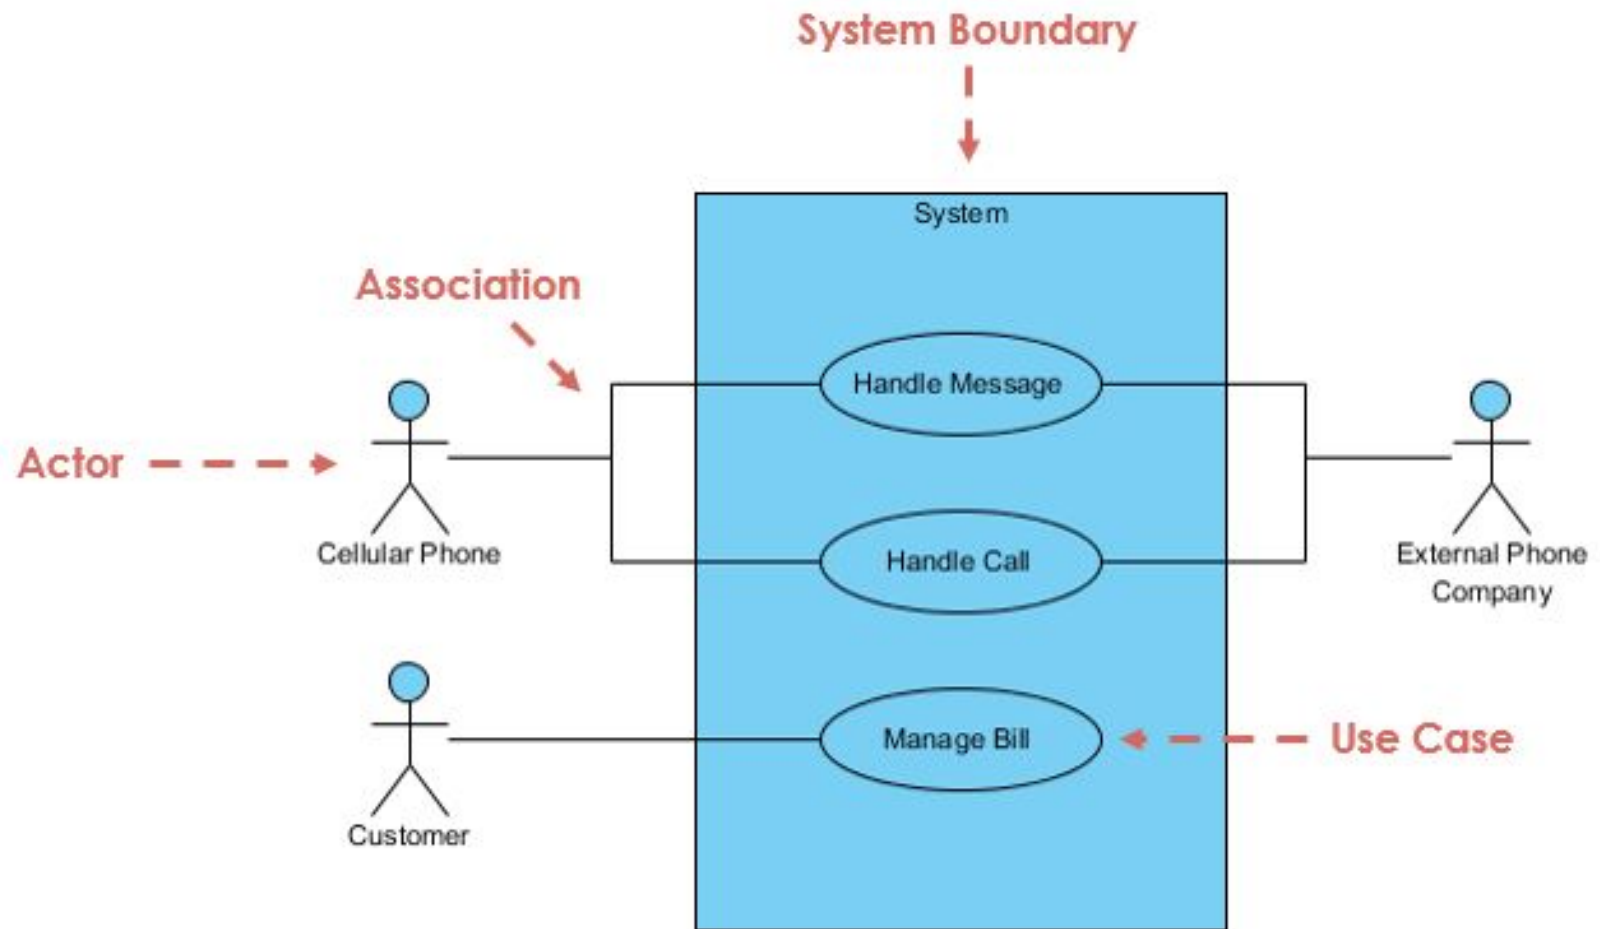 System Boundary
System
Association
Handle Message
Actor
Cellular Phone
Handle Call
External Phone
Company
Manage Bill
Use Case
Customer